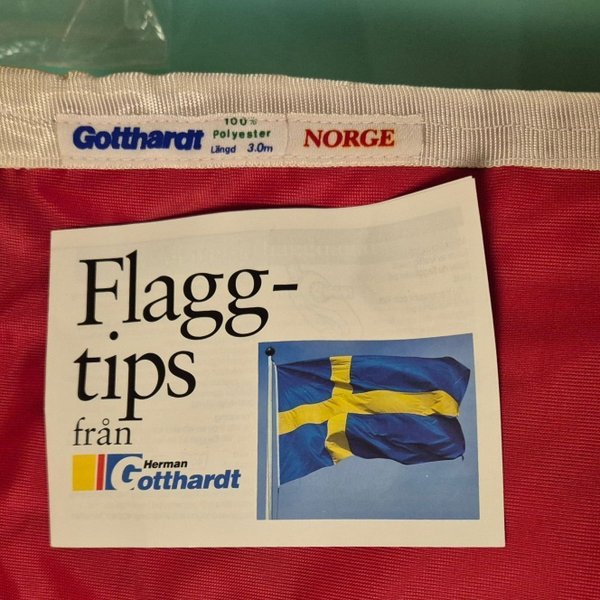 Gotthardt
100%
Polyester
Längd 3.0m
NORGE
Flagg-
tips
från
Herman
Gotthardt